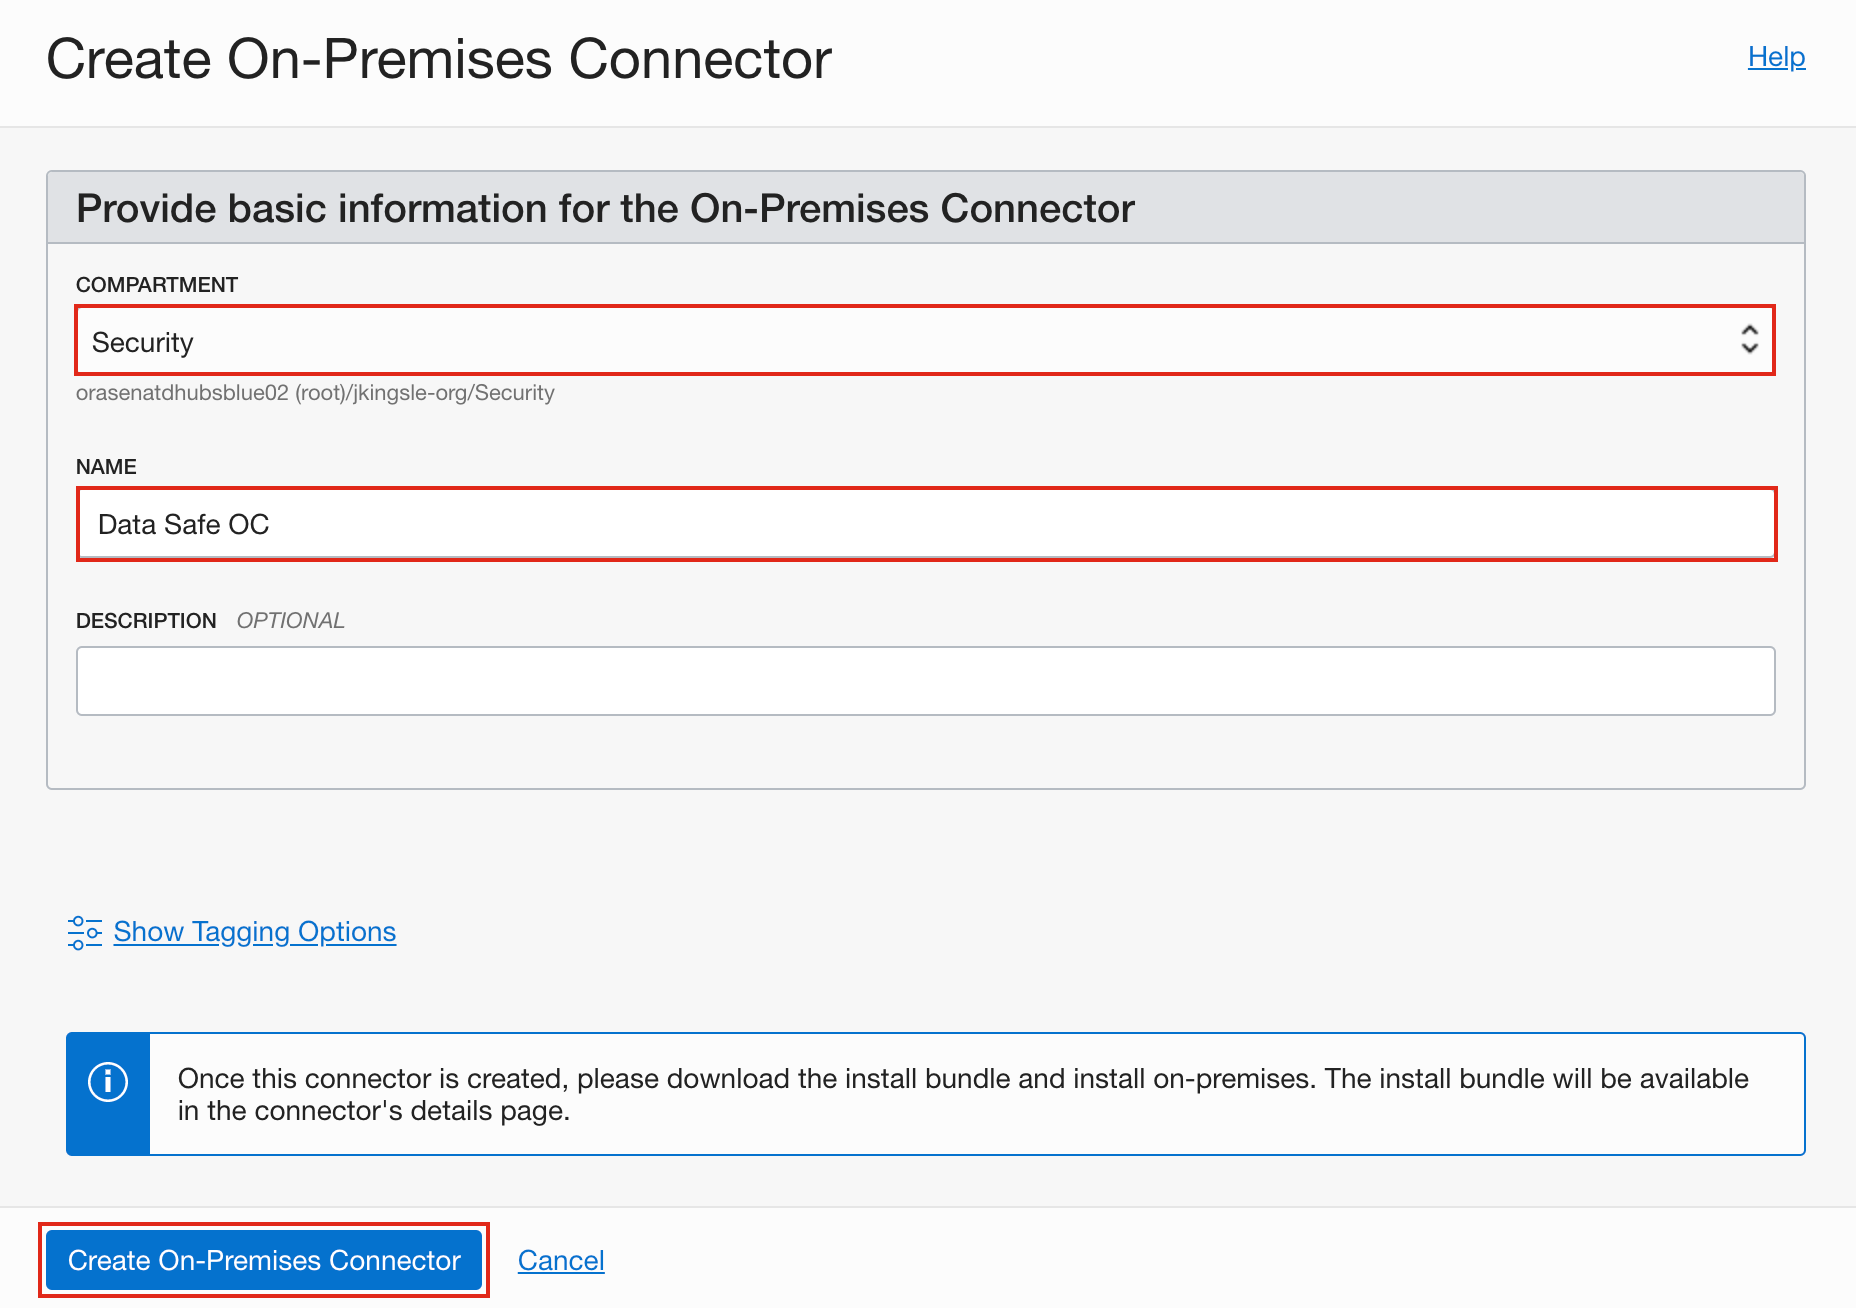 Create On-Premises Connector
Help
Provide basic information for the On-Premises Connector
COMPARTMENT
Security
orasenatdhubsblue02 (root)/jkingsle-org/Security
NAME
Data Safe OC
DESCRIPTION OPTIONAL
Show Tagging Options
Once this connector is created, please download the install bundle and install on-premises. The install bundle will be available
in the connector's details page.
Create On-Premises Connector
Cancel